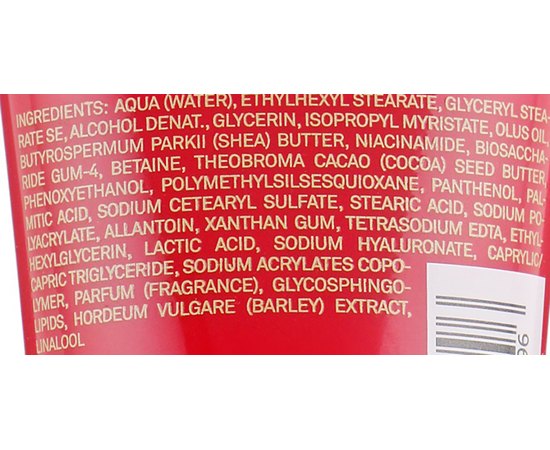 INGREDIENTS: AQUA (WATER), ETHYLHEXYL STEARATE, GLYCERYL STEA-
RATE SE, ALCOHOL DENAT., GLYCERIN, ISOPROPYL MYRISTATE, OLUS OIL,
BUTYROSPERMUM PARKII (SHEA) BUTTER, NIACINAMIDE, BIOSACCHA-
RIDE GUM-4, BETAINE, THEOBROMA CACAO (COCOA) SEED BUTTER,
PHENOXYETHANOL, POLYMETHYLSILSESQUIOXANE, PANTHENOL, PAL-
MITIC ACID, SODIUM CETEARYL SULFATE, STEARIC ACID, SODIUM PO-
LYACRYLATE, ALLANTOIN, XANTHAN GUM, TETRASODIUM EDTA, ETHYL-
HEXYLGLYCERIN, LACTIC ACID, SODIUM HYALURONATE, CAPRYLIC/
CAPRIC TRIGLYCERIDE, SODIUM ACRYLATES COPO-
LYMER, PARFUM (FRAGRANCE), GLYCOSPHINGO-
LIPIDS, HORDEUM VULGARE (BARLEY) EXTRACT,
LINALOOL